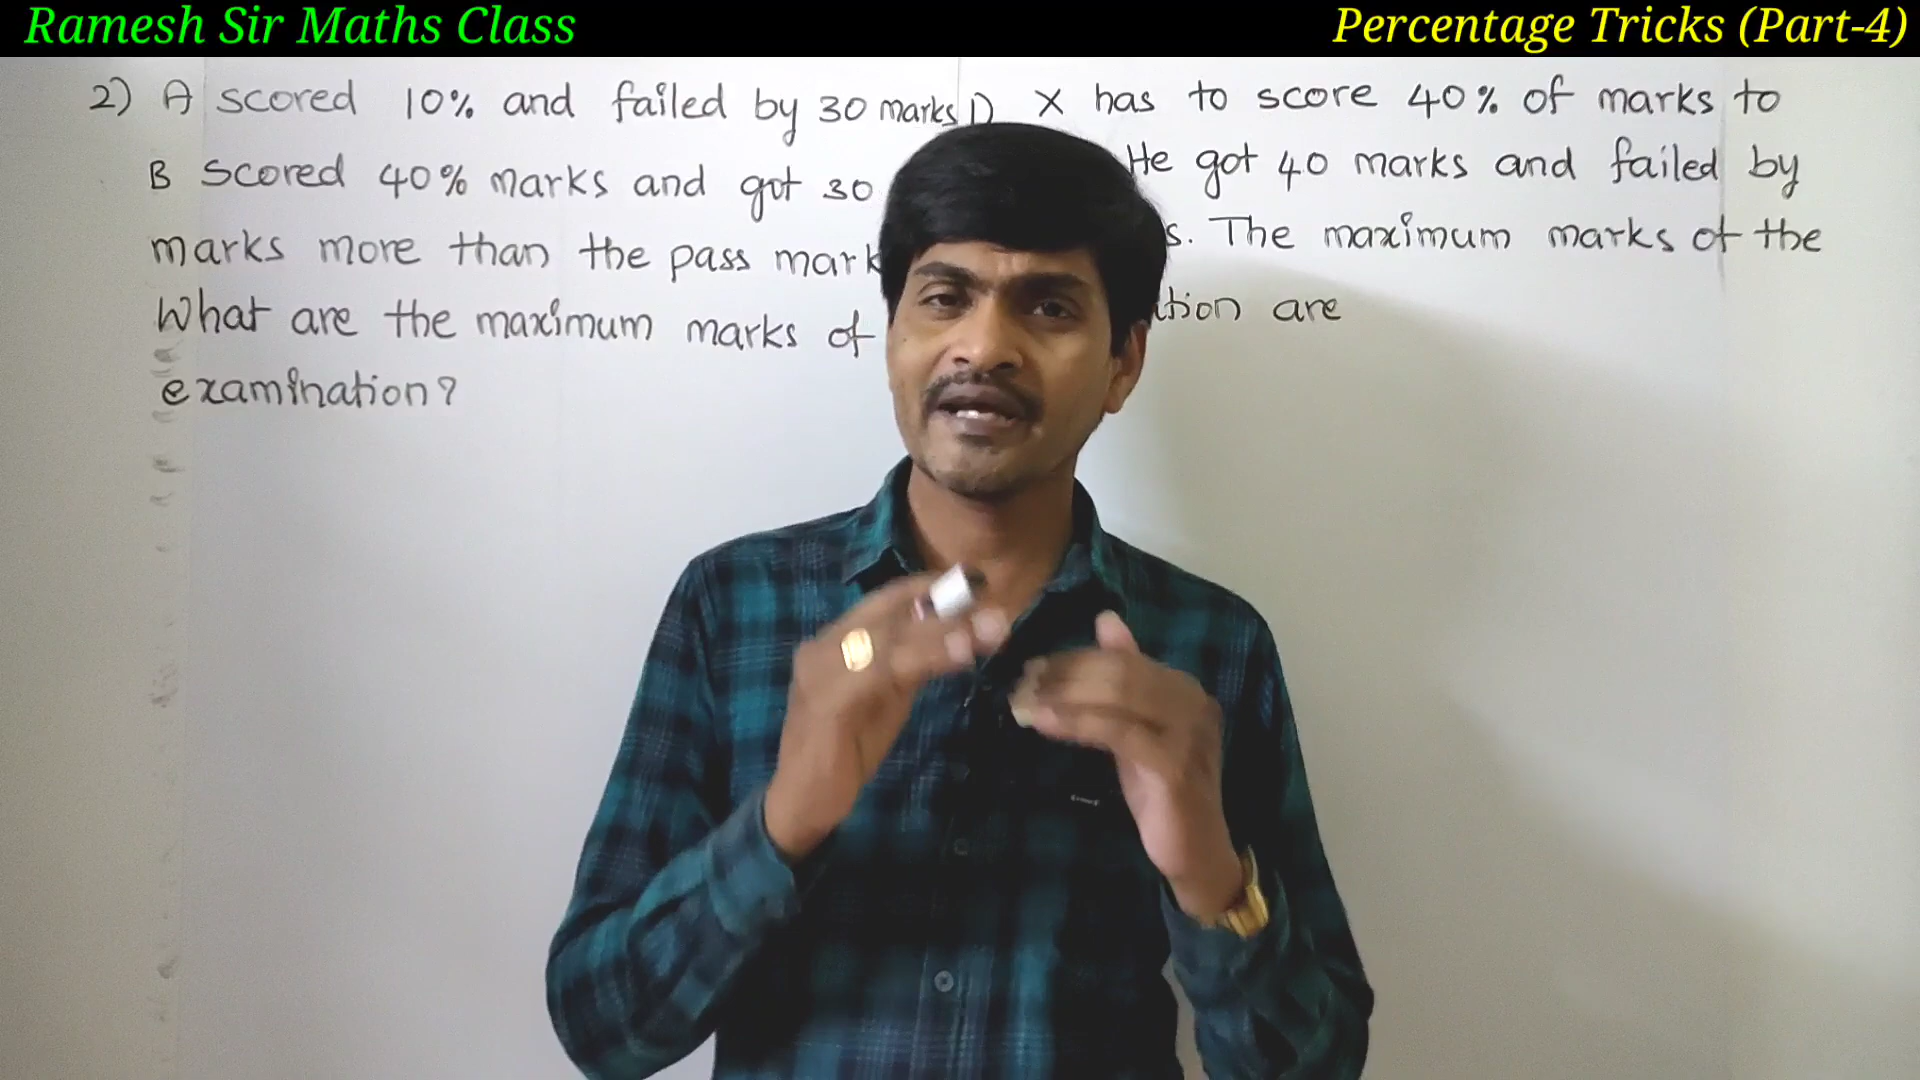 Ramesh Sir Maths Class
Percentage Tricks (Part-4)
2) A scored 10% and failed by 30 marks
B scored 40% marks and got 30
marks more than the pass
What are the maximum marks of
examination?
1) X has to score 40% of marks to
He got 40 marks and failed by
The maximum marks of the
are